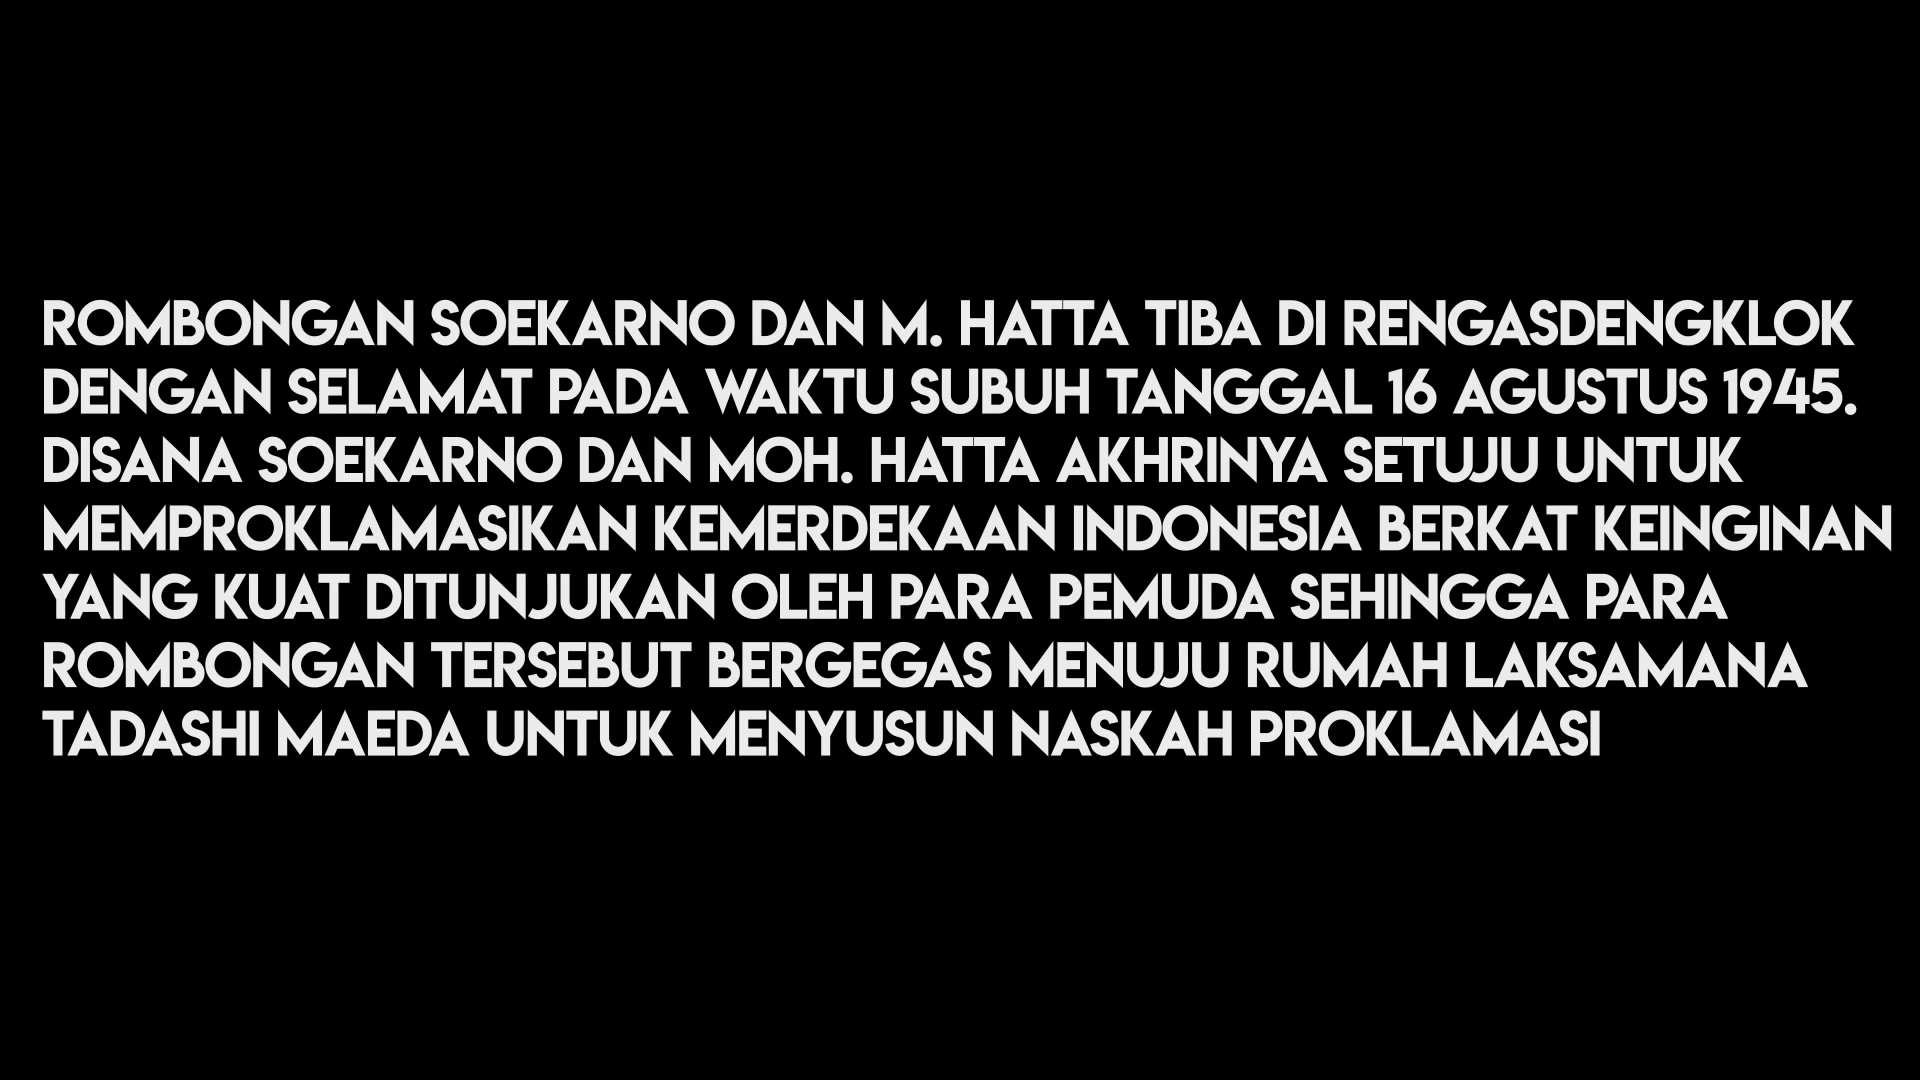 ROMBONGAN SOEKARNO DAN M. HATTA TIBA DI RENGASDENGKLOK
DENGAN SELAMAT PADA WAKTU SUBUH TANGGAL 16 AGUSTUS 1945.
DISANA SOEKARNO DAN MOH. HATTA AKHRINYA SETUJU UNTUK
MEMPROKLAMASIKAN KEMERDEKAAN INDONESIA BERKAT KEINGINAN
YANG KUAT DITUNJUKAN OLEH PARA PEMUDA SEHINGGA PARA
ROMBONGAN TERSEBUT BERGEGAS MENUJU RUMAH LAKSAMANA
TADASHI MAEDA UNTUK MENYUSUN NASKAH PROKLAMASI